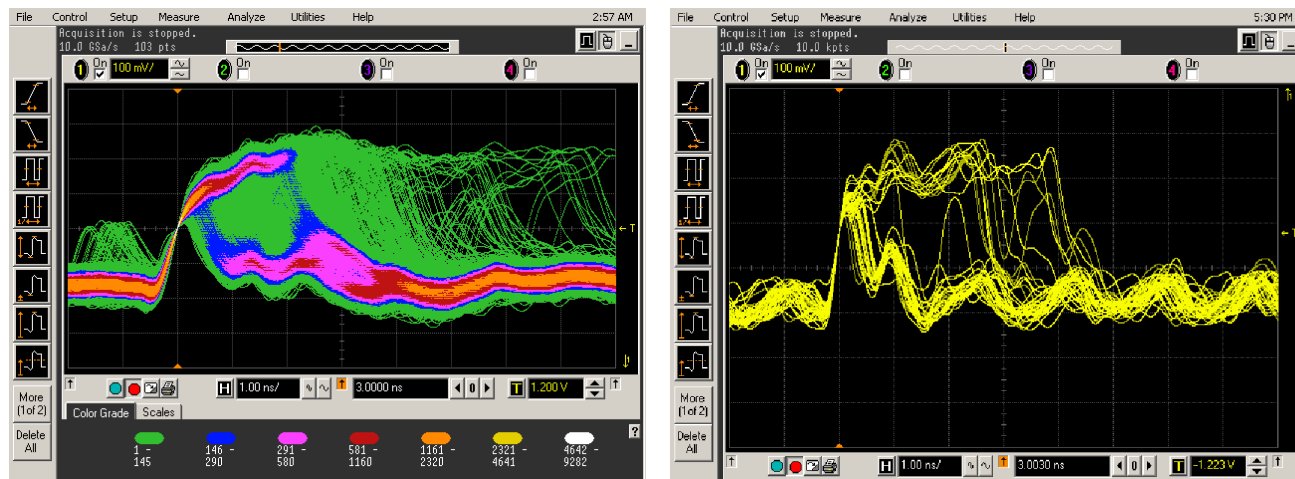 File Control Setup Measure Analyze Utilities Help 2:57 AM
Acquisition is stopped.
10.0 GSa/s 103 pts
1 On 100 mV/ 2 On 3 On 4 On
T
More
(1 of 2)
Delete
All
H 1.00 ns/ 3.0000 ns 0 T 1.200 V
Color Grade Scales
?
1 - 146 - 291 - 581 - 1161 - 2321 - 4642 -
145 290 580 1160 2320 4641 9282
File Control Setup Measure Analyze Utilities Help 5:30 PM
Acquisition is stopped.
10.0 GSa/s 10.0 kpts
1 On 100 mV/ 2 On 3 On 4 On
T
More
(1 of 2)
Delete
All
H 1.00 ns/ 3.0030 ns 0 T -1.223 V